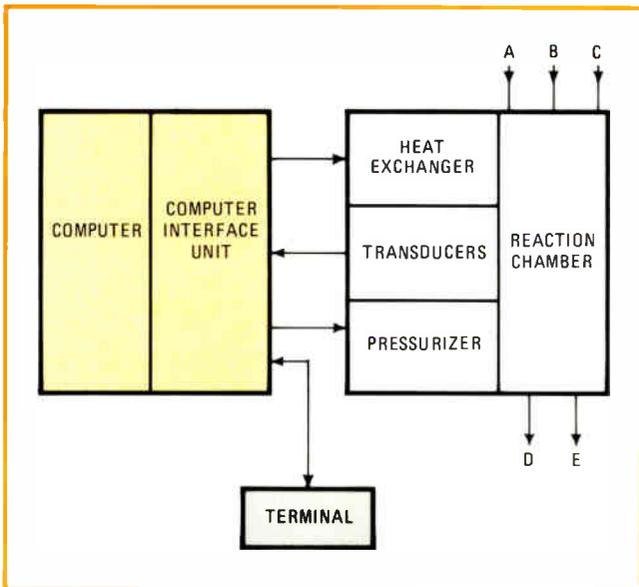 A B C
COMPUTER
COMPUTER
INTERFACE
UNIT
HEAT
EXCHANGER
TRANSDUCERS
PRESSURIZER
REACTION
CHAMBER
D E
TERMINAL